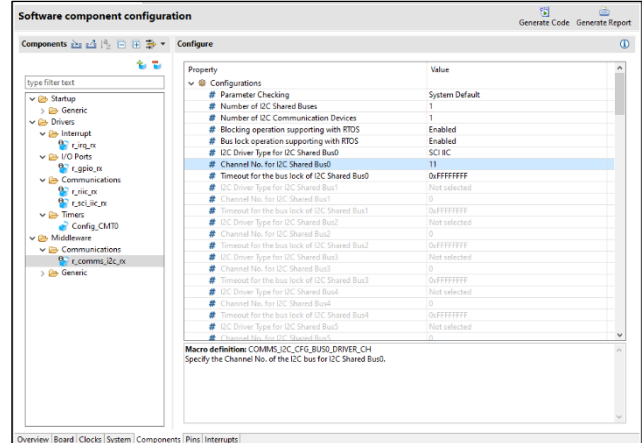 Software component configuration
Generate Code Generate Report
Components
Configure
type filter text
Startup
Generic
Drivers
Interrupt
r_irq_rx
I/O Ports
r_gpio_rx
Communications
r_riic_rx
r_sci_iic_rx
Timers
Config_CMT0
Middleware
Communications
r_comms_i2c_rx
Generic
Property Value
Configurations
# Parameter Checking System Default
# Number of I2C Shared Buses 1
# Number of I2C Communication Devices 1
# Blocking operation supporting with RTOS Enabled
# Bus lock operation supporting with RTOS Enabled
# I2C Driver Type for I2C Shared Bus0 SCI IIC
# Channel No. for I2C Shared Bus0 11
# Timeout for the bus lock of I2C Shared Bus0 0xFFFFFFFF
# I2C Driver Type for I2C Shared Bus1 Not selected
# Channel No. for I2C Shared Bus1 0
# Timeout for the bus lock of I2C Shared Bus1 0xFFFFFFFF
# I2C Driver Type for I2C Shared Bus2 Not selected
# Channel No. for I2C Shared Bus2 0
# Timeout for the bus lock of I2C Shared Bus2 0xFFFFFFFF
# I2C Driver Type for I2C Shared Bus3 Not selected
# Channel No. for I2C Shared Bus3 0
# Timeout for the bus lock of I2C Shared Bus3 0xFFFFFFFF
# I2C Driver Type for I2C Shared Bus4 Not selected
# Channel No. for I2C Shared Bus4 0
# Timeout for the bus lock of I2C Shared Bus4 0xFFFFFFFF
# I2C Driver Type for I2C Shared Bus5 Not selected
# Channel No. for I2C Shared Bus5 0
Macro definition: COMMS_I2C_CFG_BUS0_DRIVER_CH
Specify the Channel No. of the I2C bus for I2C Shared Bus0.
Overview Board Clocks System Components Pins Interrupts